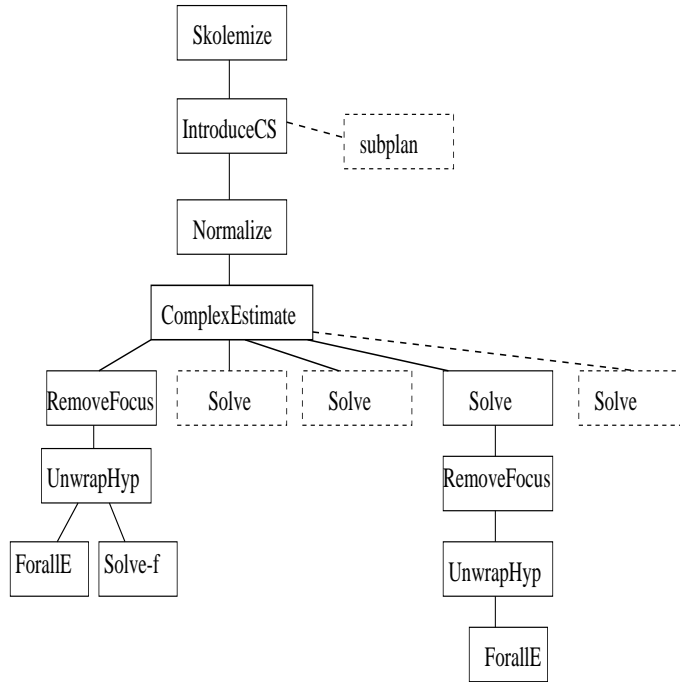 Skolemize
IntroduceCS
subplan
Normalize
ComplexEstimate
RemoveFocus
Solve
Solve
Solve
Solve
UnwrapHyp
RemoveFocus
ForallE
Solve-f
UnwrapHyp
ForallE